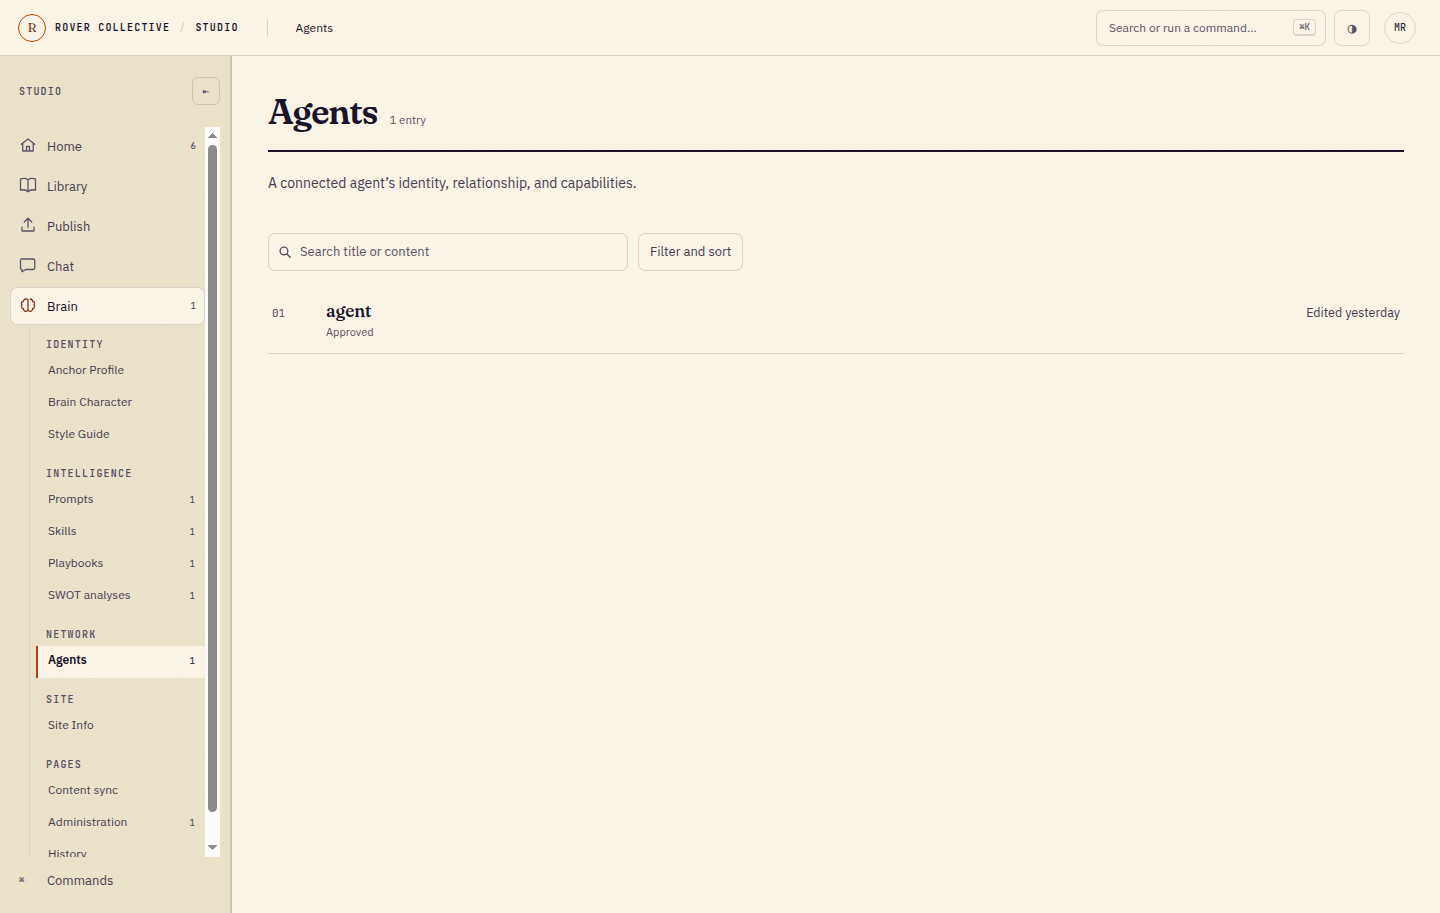 R ROVER COLLECTIVE / STUDIO Agents Search or run a command... ⌘K MR
STUDIO
Home 6
Library
Publish
Chat
Brain 1
IDENTITY
Anchor Profile
Brain Character
Style Guide
INTELLIGENCE
Prompts 1
Skills 1
Playbooks 1
SWOT analyses 1
NETWORK
Agents 1
SITE
Site Info
PAGES
Content sync
Administration 1
History
⌘ Commands
Agents 1 entry
A connected agent’s identity, relationship, and capabilities.
Search title or content Filter and sort
01 agent Edited yesterday
Approved